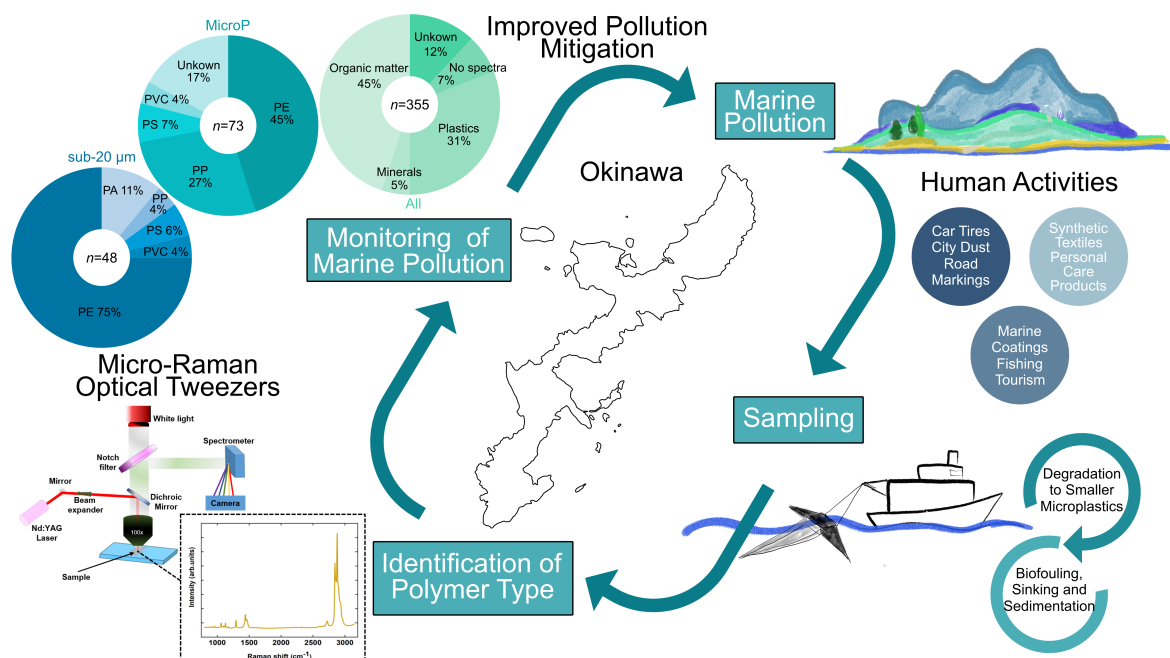 MicroP
Unkown
17%
PVC 4%
PS 7%
PP
27%
PE
45%
n=73
Unkown
12%
No spectra
7%
Organic matter
45%
n=355
Plastics
31%
Minerals
5%
All
sub-20 µm
PA 11%
PP
4%
PS 6%
PVC 4%
n=48
PE 75%
Improved Pollution
Mitigation
Marine
Pollution
Okinawa
Human Activities
Car Tires
City Dust
Road
Markings
Synthetic
Textiles
Personal
Care
Products
Marine
Coatings
Fishing
Tourism
Monitoring of
Marine Pollution
Sampling
Degradation
to Smaller
Microplastics
Biofouling,
Sinking and
Sedimentation
Identification of
Polymer Type
Micro-Raman
Optical Tweezers
White light
Notch
filter
Spectrometer
Camera
Mirror
Beam
expander
Dichroic
Mirror
Nd:YAG
Laser
100x
Sample
Intensity (arb.units)
1000 1500 2000 2500 3000
Raman shift (cm⁻¹)